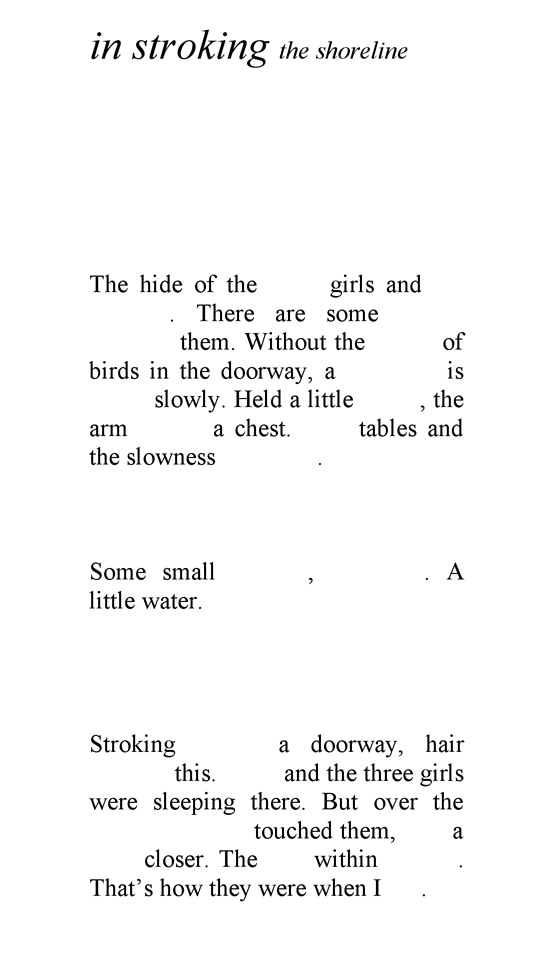 in stroking the shoreline
The hide of the girls and
. There are some
them. Without the of
birds in the doorway, a is
slowly. Held a little , the
arm a chest. tables and
the slowness .
Some small , . A
little water.
Stroking a doorway, hair
this. and the three girls
were sleeping there. But over the
touched them, a
closer. The within .
That’s how they were when I .